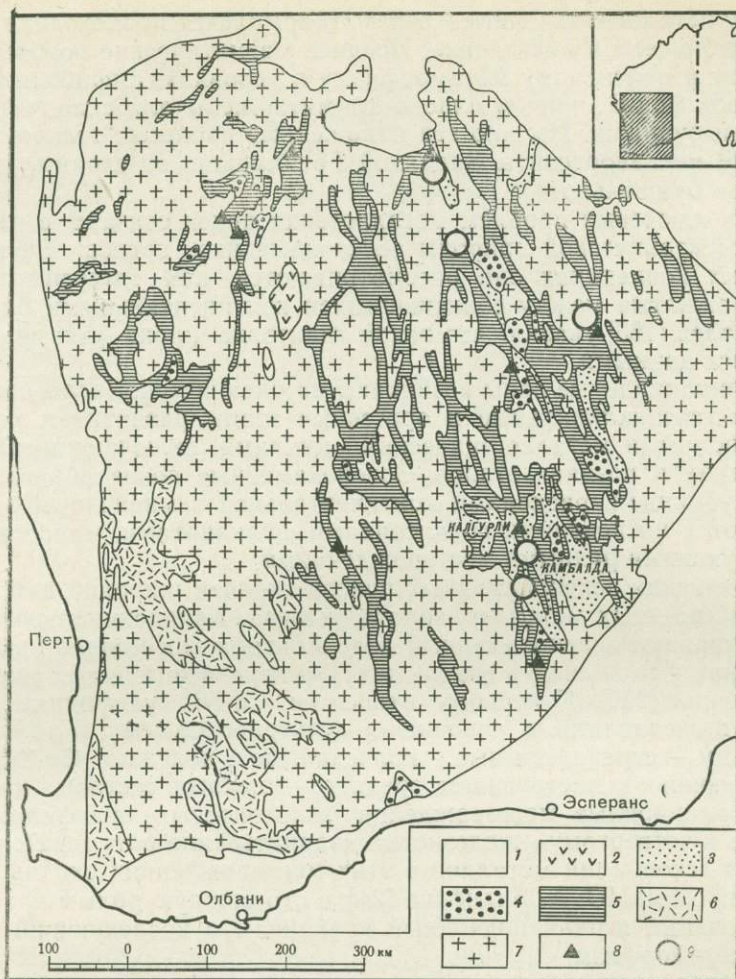 КАЛГУРЛИ
КАМБАЛДА
Перт
Эсперанс
Олбани
1 2 3
4 5 6
7 8 9
100 0 100 200 300 км